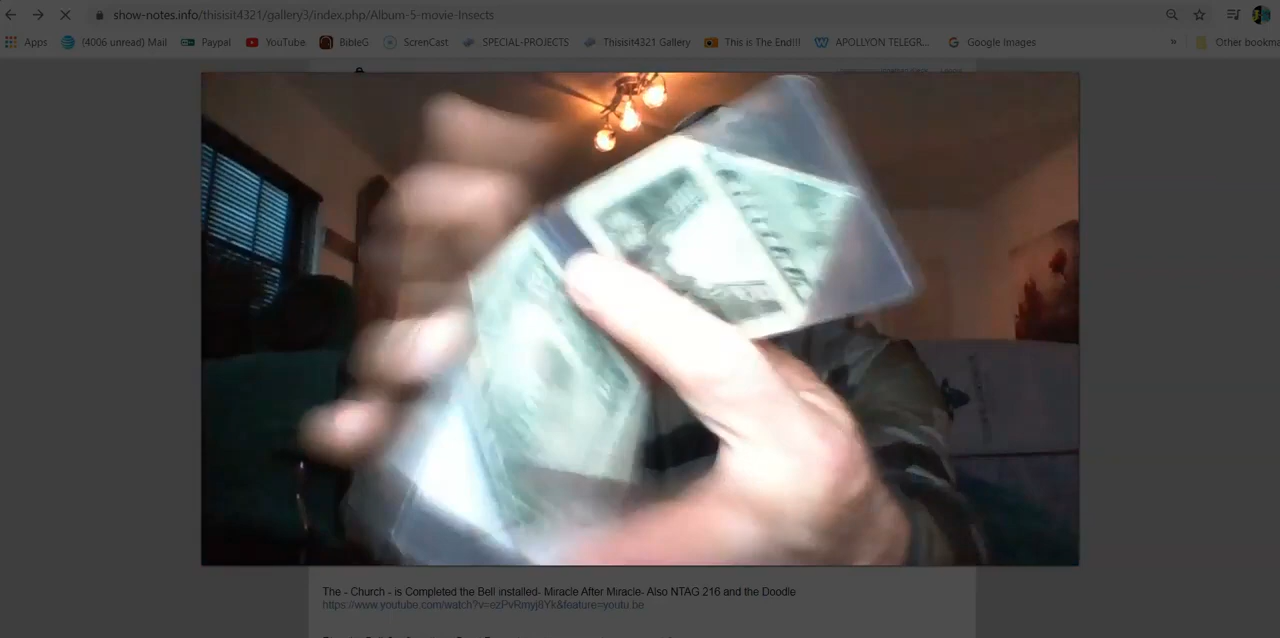 show-notes.info/thisisit4321/gallery3/index.php/Album-5-movie-Insects
Apps (4006 unread) Mail Paypal YouTube BibleG ScrenCast SPECIAL-PROJECTS Thisisit4321 Gallery This is The End!!! APOLLYON TELEGR... Google Images » Other bookma
The - Church - is Completed the Bell installed- Miracle After Miracle- Also NTAG 216 and the Doodle
https://www.youtube.com/watch?v=ezPvRmyj8Yk&feature=youtu.be